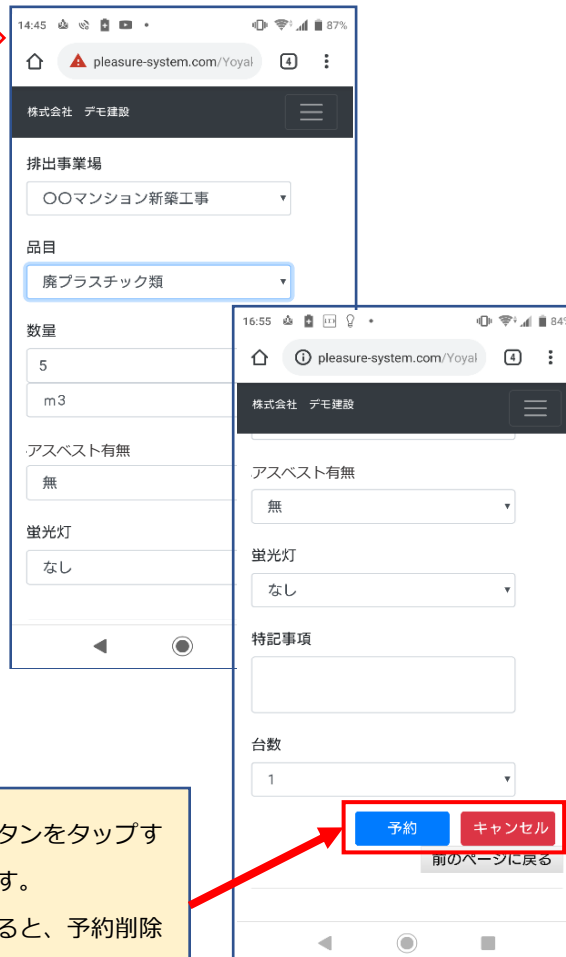 14:45
87%
pleasure-system.com/Yoyak
4
株式会社 デモ建設
排出事業場
〇〇マンション新築工事
品目
廃プラスチック類
数量
5
m3
アスベスト有無
無
蛍光灯
なし
16:55
84%
pleasure-system.com/Yoyak
4
株式会社 デモ建設
アスベスト有無
無
蛍光灯
なし
特記事項
台数
1
予約
キャンセル
前のページに戻る
タンをタップす
す。
ると、予約削除